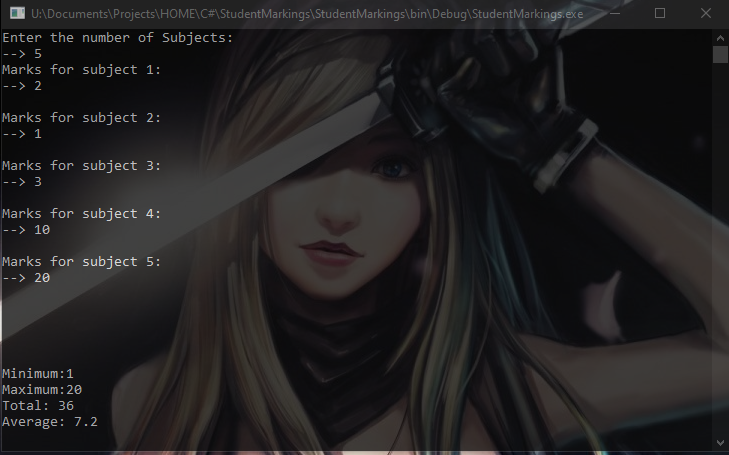 U:\Documents\Projects\HOME\C#\StudentMarkings\StudentMarkings\bin\Debug\StudentMarkings.exe
Enter the number of Subjects:
--> 5
Marks for subject 1:
--> 2
Marks for subject 2:
--> 1
Marks for subject 3:
--> 3
Marks for subject 4:
--> 10
Marks for subject 5:
--> 20
Minimum:1
Maximum:20
Total: 36
Average: 7.2